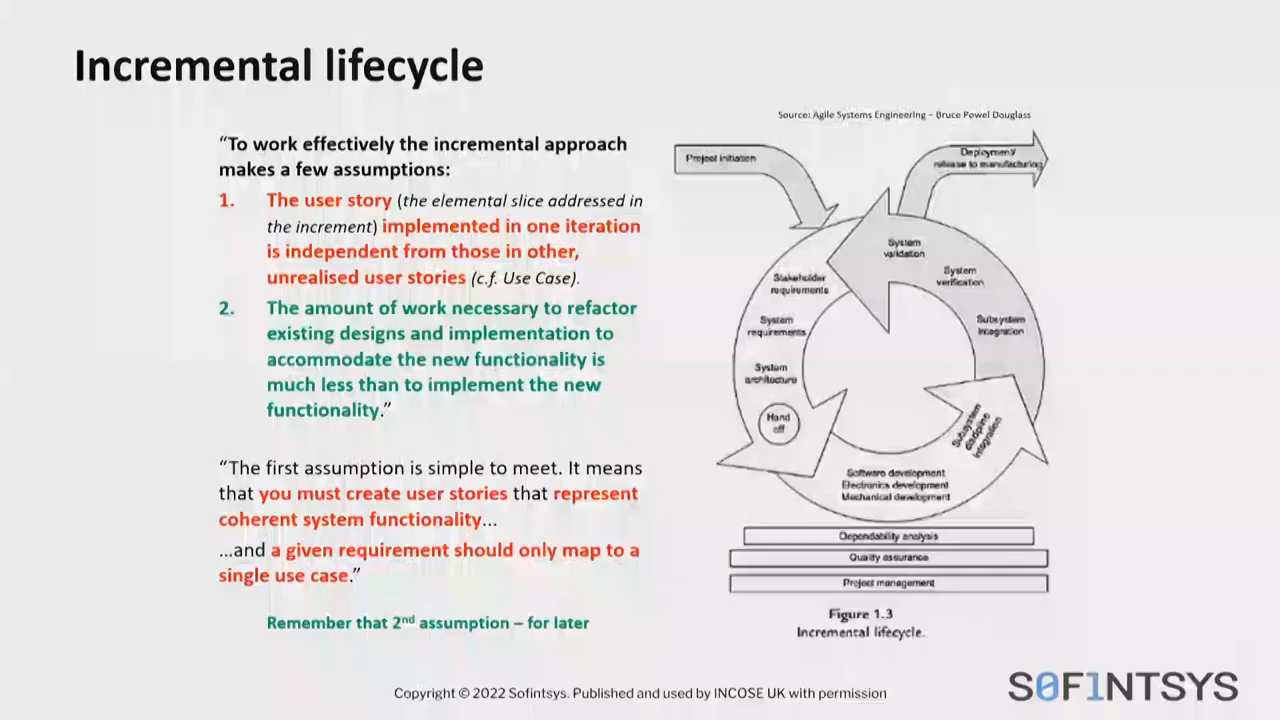 Incremental lifecycle
Source: Agile Systems Engineering – Bruce Powel Douglass
“To work effectively the incremental approach
makes a few assumptions:
1. The user story (the elemental slice addressed in
the increment) implemented in one iteration
is independent from those in other,
unrealised user stories (c.f. Use Case).
2. The amount of work necessary to refactor
existing designs and implementation to
accommodate the new functionality is
much less than to implement the new
functionality.”
“The first assumption is simple to meet. It means
that you must create user stories that represent
coherent system functionality…
…and a given requirement should only map to a
single use case.”
Remember that 2nd assumption – for later
Project initiation
Deployment/
release to manufacturing
System
validation
System
verification
Subsystem
integration
Stakeholder
requirements
System
requirements
System
architecture
Hand
off
Subsystem
discipline
integration
Software development
Electronics development
Mechanical development
Dependability analysis
Quality assurance
Project management
Figure 1.3
Incremental lifecycle.
Copyright © 2022 Sofintsys. Published and used by INCOSE UK with permission
S0F1NTSYS